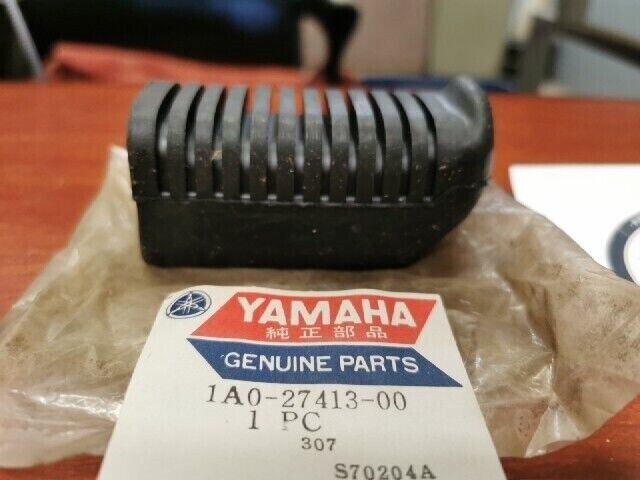 YAMAHA
純正部品
GENUINE PARTS
1A0-27413-00
1 PC
307
S70204A